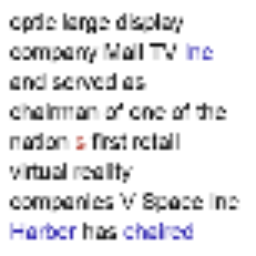 optic large display
company Mall TV Inc
and served as
chairman of one of the
nation s first retail
virtual reality
companies V Space Inc
Harber has chaired